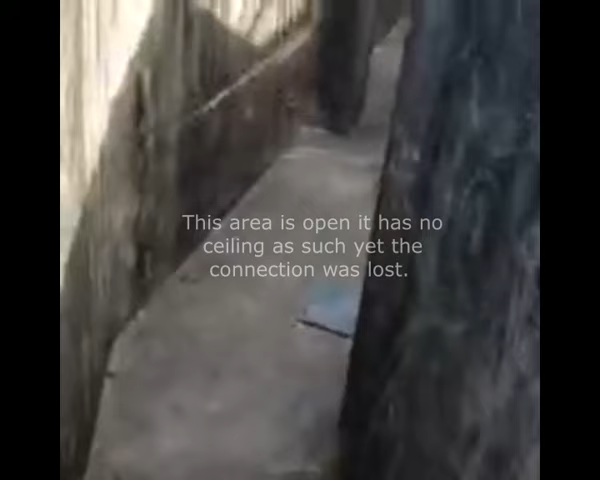 This area is open it has no
ceiling as such yet the
connection was lost.